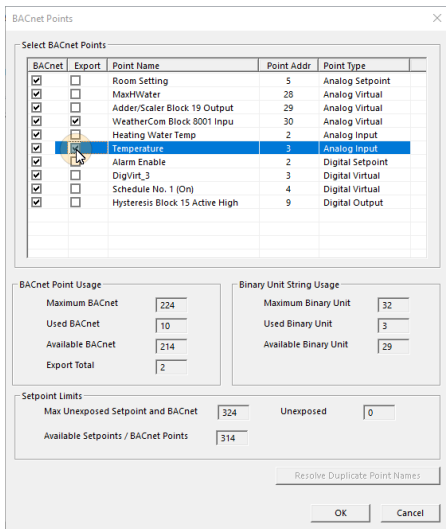 BACnet Points
Select BACnet Points
BACnet Export Point Name Point Addr Point Type
Room Setting 5 Analog Setpoint
MaxHWater 28 Analog Virtual
Adder/Scaler Block 19 Output 29 Analog Virtual
WeatherCom Block 8001 Inpu 30 Analog Virtual
Heating Water Temp 2 Analog Input
Temperature 3 Analog Input
Alarm Enable 2 Digital Setpoint
DigVirt_3 3 Digital Virtual
Schedule No. 1 (On) 4 Digital Virtual
Hysteresis Block 15 Active High 9 Digital Output
BACnet Point Usage
Maximum BACnet 224
Used BACnet 10
Available BACnet 214
Export Total 2
Binary Unit String Usage
Maximum Binary Unit 32
Used Binary Unit 3
Available Binary Unit 29
Setpoint Limits
Max Unexposed Setpoint and BACnet 324 Unexposed 0
Available Setpoints / BACnet Points 314
Resolve Duplicate Point Names
OK Cancel